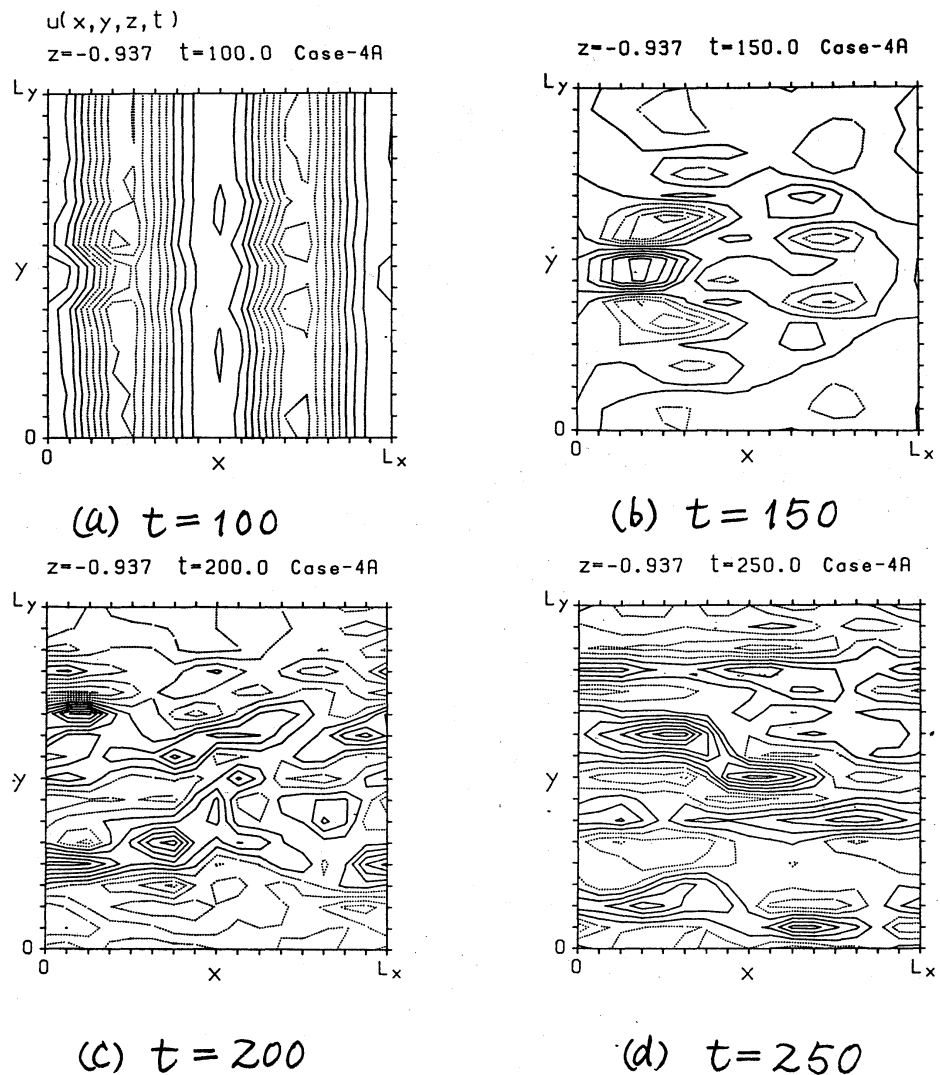 u(x,y,z,t)
z=-0.937 t=100.0 Case-4A
Ly
y
0
0 x Lx
(a) t=100
z=-0.937 t=150.0 Case-4A
Ly
y
0
0 x Lx
(b) t=150
z=-0.937 t=200.0 Case-4A
Ly
y
0
0 x Lx
(c) t=200
z=-0.937 t=250.0 Case-4A
Ly
y
0
0 x Lx
(d) t=250